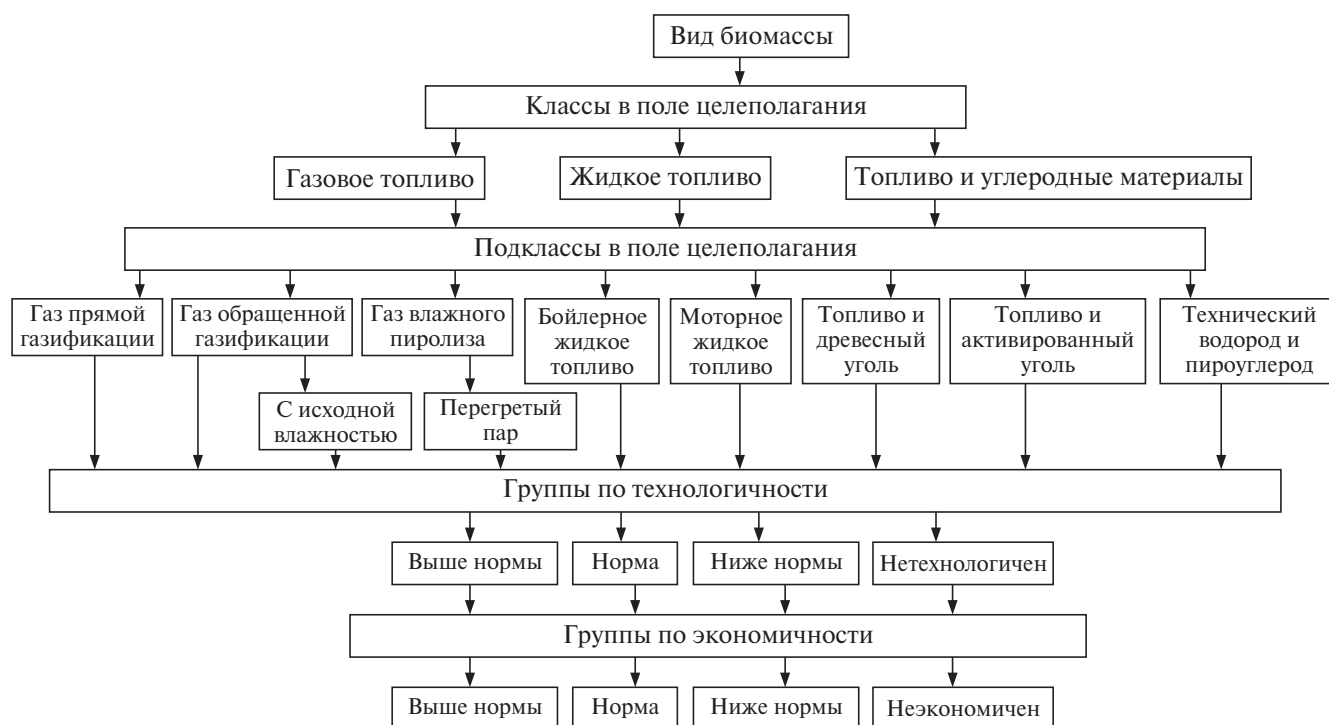 Вид биомассы
Классы в поле целеполагания
Газовое топливо
Жидкое топливо
Топливо и углеродные материалы
Подклассы в поле целеполагания
Газ прямой
газификации
Газ обращенной
газификации
Газ влажного
пиролиза
Бойлерное
жидкое
топливо
Моторное
жидкое
топливо
Топливо и
древесный
уголь
Топливо и
активированный
уголь
Технический
водород и
пироуглерод
С исходной
влажностью
Перегретый
пар
Группы по технологичности
Выше нормы
Норма
Ниже нормы
Нетехнологичен
Группы по экономичности
Выше нормы
Норма
Ниже нормы
Неэкономичен